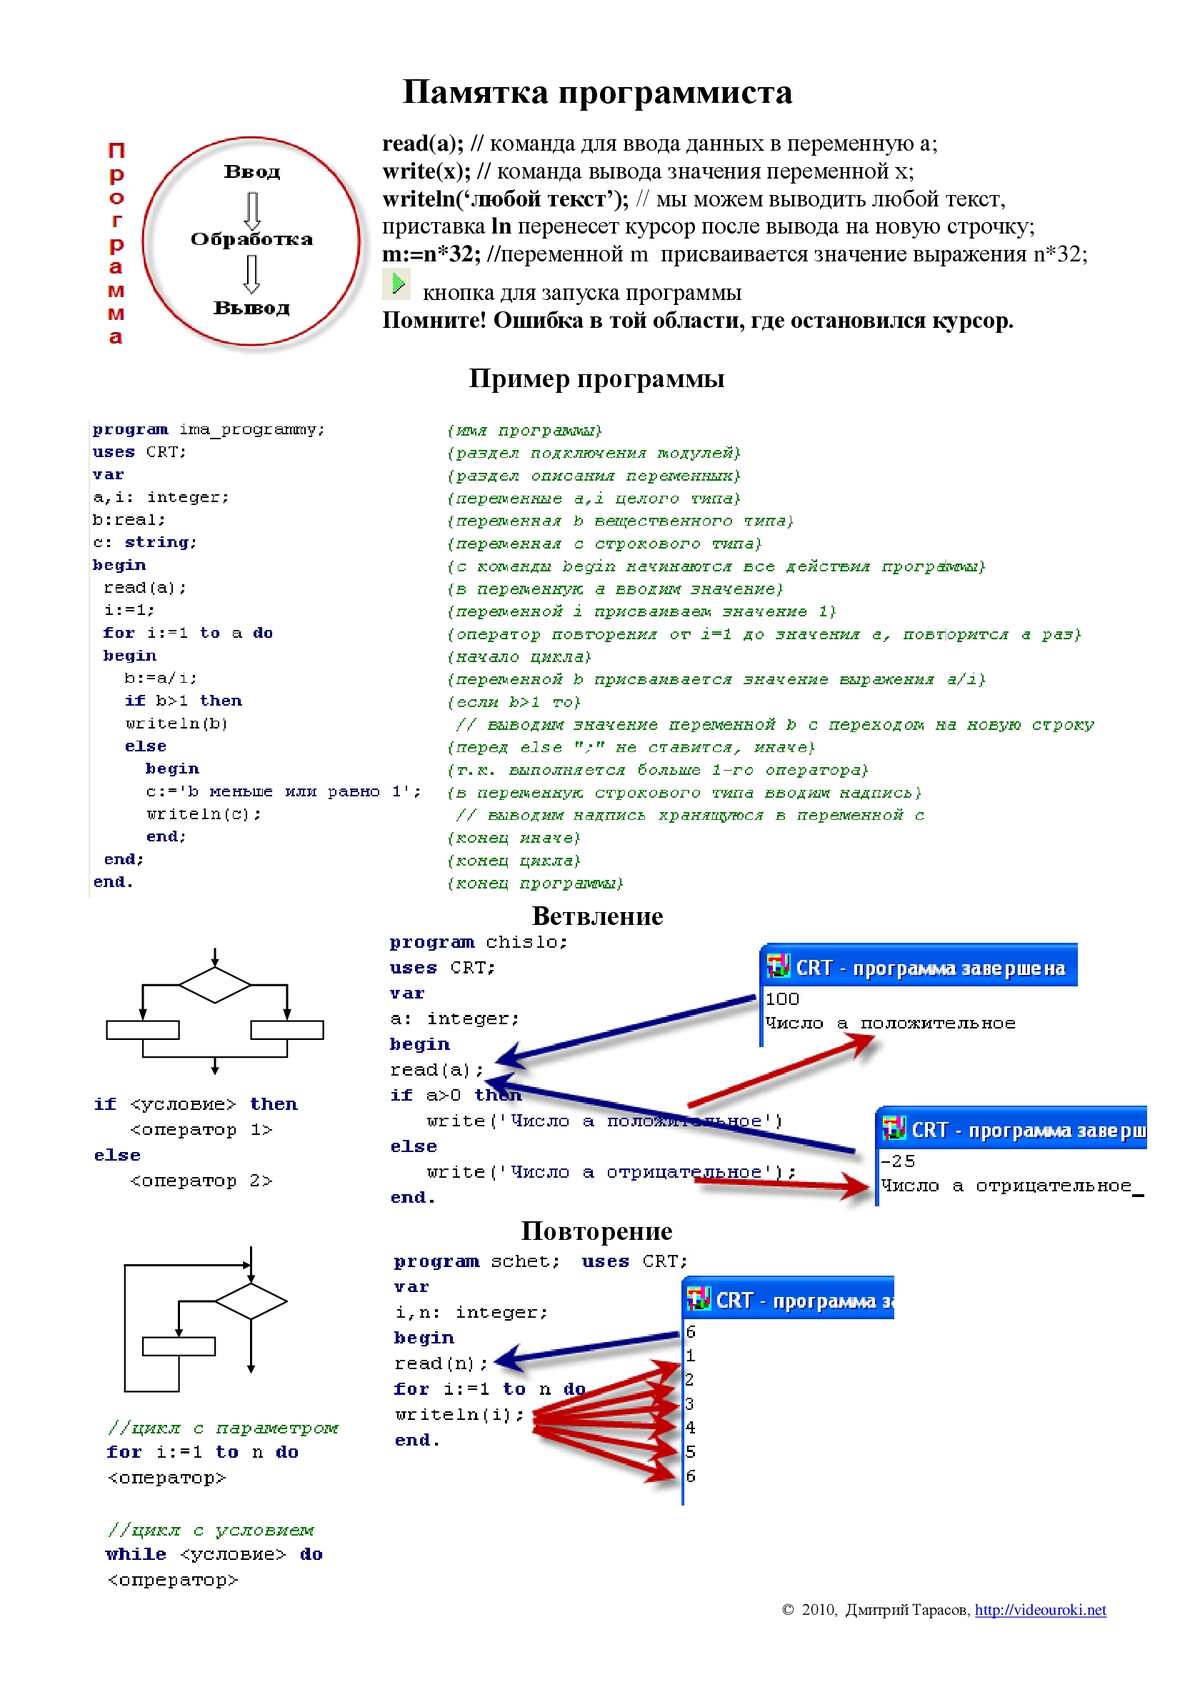 Памятка программиста
Программа
Ввод
Обработка
Вывод
read(a); // команда для ввода данных в переменную a;
write(x); // команда вывода значения переменной x;
writeln(‘любой текст’); // мы можем выводить любой текст,
приставка ln перенесет курсор после вывода на новую строчку;
m:=n*32; //переменной m присваивается значение выражения n*32;
кнопка для запуска программы
Помните! Ошибка в той области, где остановился курсор.
Пример программы
program ima_programmy; {имя программы}
uses CRT; {раздел подключения модулей}
var {раздел описания переменных}
a,i: integer; {переменные a,i целого типа}
b:real; {переменная b вещественного типа}
c: string; {переменная c строкового типа}
begin {с команды begin начинаются все действия программы}
read(a); {в переменную а вводим значение}
i:=1; {переменной i присваиваем значение 1}
for i:=1 to a do {оператор повторения от i=1 до значения а, повторится а раз}
begin {начало цикла}
b:=a/i; {переменной b присваивается значение выражения a/i}
if b>1 then {если b>1 то}
writeln(b) // выводим значение переменной b с переходом на новую строку
else {перед else ";" не ставится, иначе}
begin {т.к. выполняется больше 1-го оператора}
c:='b меньше или равно 1'; {в переменную строкового типа вводим надпись}
writeln(c); // выводим надпись хранящуюся в переменной с
end; {конец иначе}
end; {конец цикла}
end. {конец программы}
Ветвление
if <условие> then
<оператор 1>
else
<оператор 2>
program chislo;
uses CRT;
var
a: integer;
begin
read(a);
if a>0 then
write('Число а положительное')
else
write('Число а отрицательное');
end.
CRT - программа завершена
100
Число а положительное
CRT - программа заверш
-25
Число а отрицательное_
Повторение
//цикл с параметром
for i:=1 to n do
<оператор>
//цикл с условием
while <условие> do
<опрератор>
program schet; uses CRT;
var
i,n: integer;
begin
read(n);
for i:=1 to n do
writeln(i);
end.
CRT - программа за
6
1
2
3
4
5
6
© 2010, Дмитрий Тарасов, http://videouroki.net